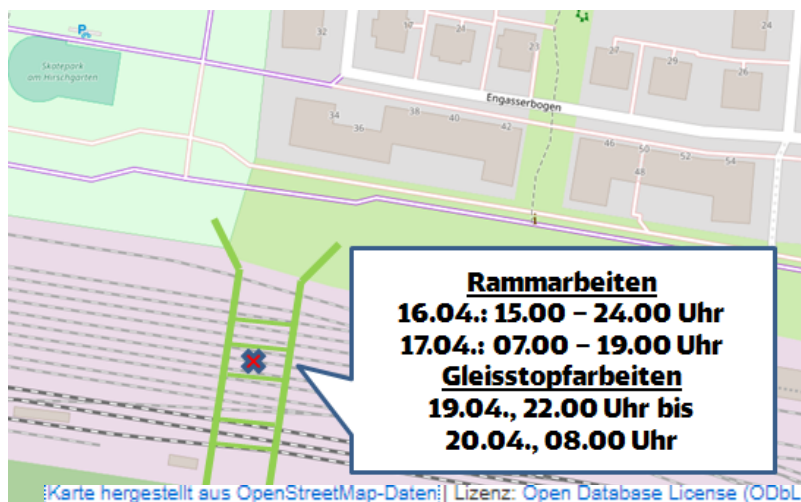 32
17
21
24
Skatepark
am Hirschgarten
23
27
29
26
Engasserbogen
34
36
38
40
42
46
50
52
54
48
Rammarbeiten
16.04.: 15.00 – 24.00 Uhr
17.04.: 07.00 – 19.00 Uhr
Gleisstopfarbeiten
19.04., 22.00 Uhr bis
20.04., 08.00 Uhr
Karte hergestellt aus OpenStreetMap-Daten | Lizenz: Open Database License (ODbL